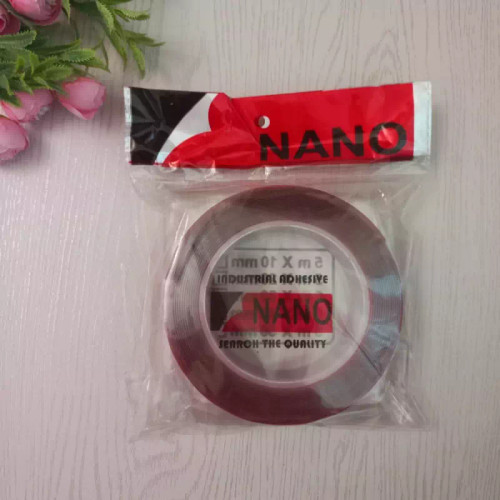 NANO
5 m X 10 mm
INDUSTRIAL ADHESIVE
NANO
SEARCH THE QUALITY